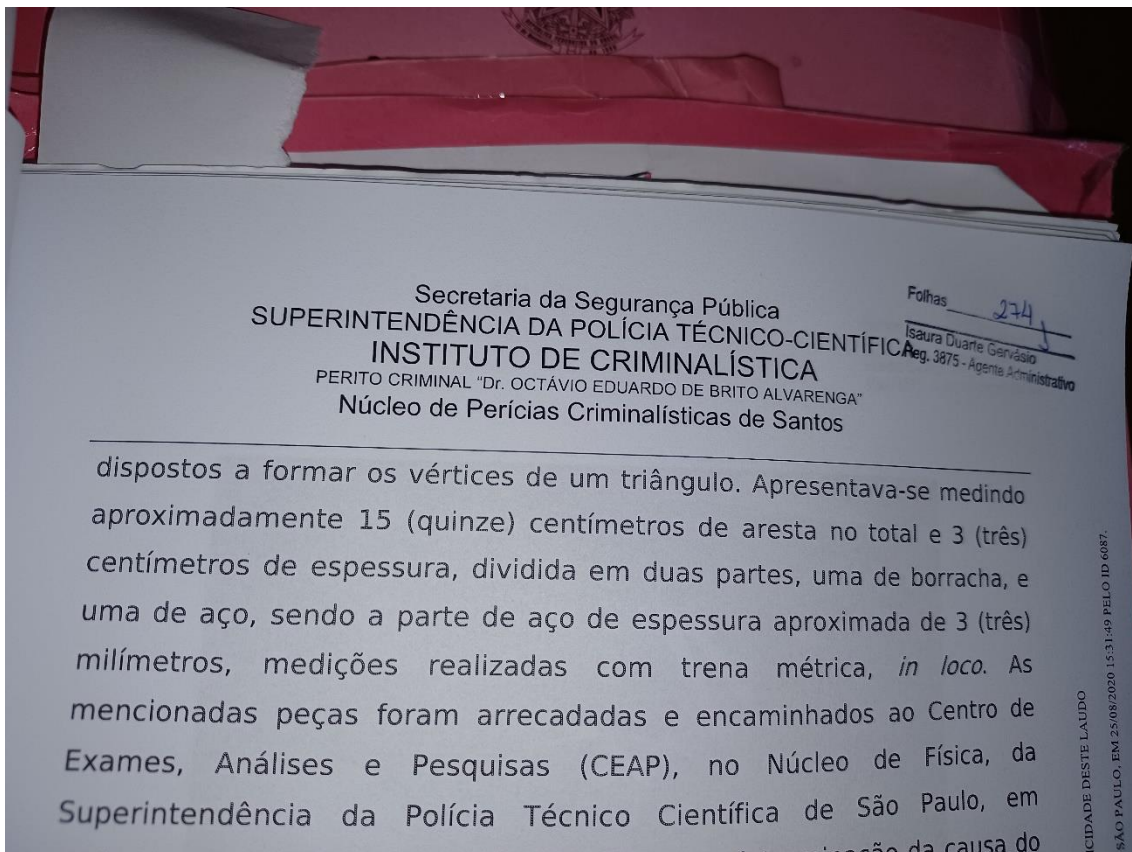 Secretaria da Segurança Pública
SUPERINTENDÊNCIA DA POLÍCIA TÉCNICO-CIENTÍFICA
INSTITUTO DE CRIMINALÍSTICA
PERITO CRIMINAL "Dr. OCTÁVIO EDUARDO DE BRITO ALVARENGA"
Núcleo de Perícias Criminalísticas de Santos
Folhas 274
Isaura Duarte Gervásio
Reg. 3875 - Agente Administrativo
dispostos a formar os vértices de um triângulo. Apresentava-se medindo
aproximadamente 15 (quinze) centímetros de aresta no total e 3 (três)
centímetros de espessura, dividida em duas partes, uma de borracha, e
uma de aço, sendo a parte de aço de espessura aproximada de 3 (três)
milímetros, medições realizadas com trena métrica, in loco. As
mencionadas peças foram arrecadadas e encaminhados ao Centro de
Exames, Análises e Pesquisas (CEAP), no Núcleo de Física, da
Superintendência da Polícia Técnico Científica de São Paulo, em
da causa do
ICIDADE DESTE LAUDO
SÃO PAULO, EM 25/08/2020 15:31:49 PELO ID 6087.